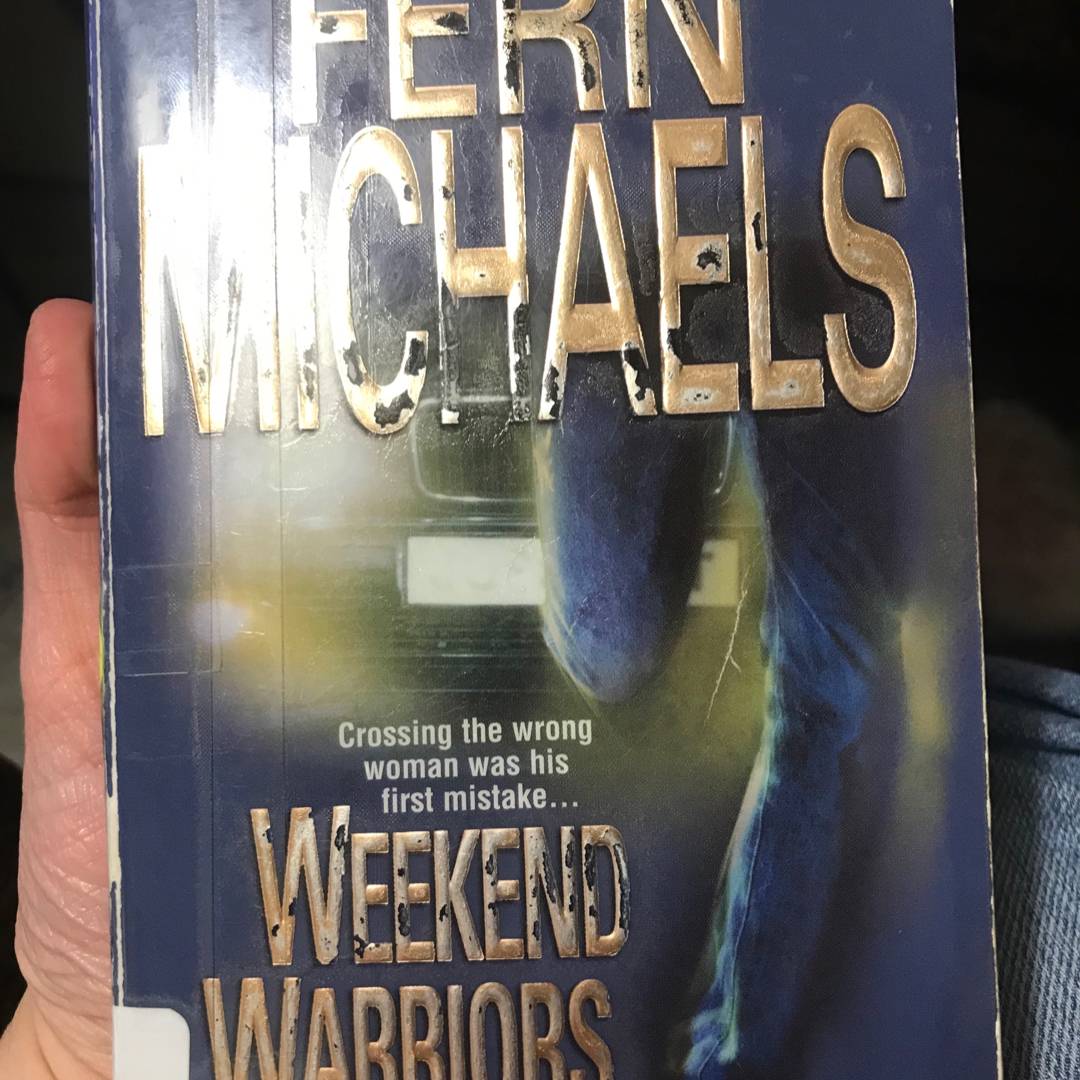 FERN
MICHAELS
Crossing the wrong
woman was his
first mistake...
WEEKEND
WARRIORS